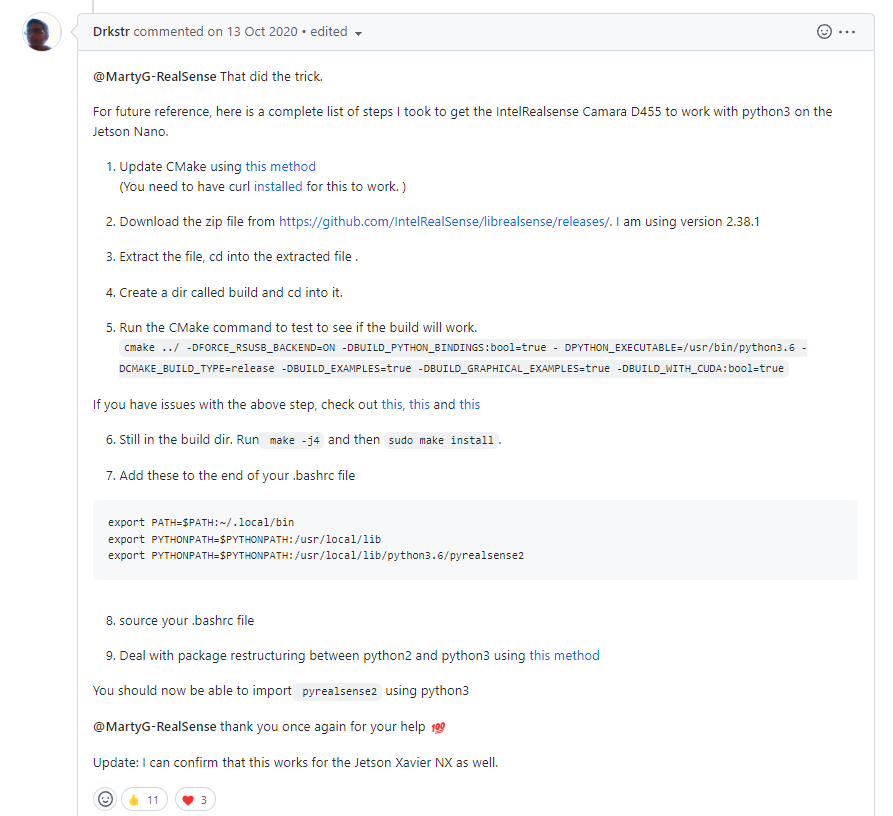 Drkstr commented on 13 Oct 2020 • edited
@MartyG-RealSense That did the trick.
For future reference, here is a complete list of steps I took to get the IntelRealsense Camara D455 to work with python3 on the
Jetson Nano.
1. Update CMake using this method
(You need to have curl installed for this to work. )
2. Download the zip file from https://github.com/IntelRealSense/librealsense/releases/. I am using version 2.38.1
3. Extract the file, cd into the extracted file .
4. Create a dir called build and cd into it.
5. Run the CMake command to test to see if the build will work.
cmake ../ -DFORCE_RSUSB_BACKEND=ON -DBUILD_PYTHON_BINDINGS:bool=true - DPYTHON_EXECUTABLE=/usr/bin/python3.6 -
DCMAKE_BUILD_TYPE=release -DBUILD_EXAMPLES=true -DBUILD_GRAPHICAL_EXAMPLES=true -DBUILD_WITH_CUDA:bool=true
If you have issues with the above step, check out this, this and this
6. Still in the build dir. Run make -j4 and then sudo make install .
7. Add these to the end of your .bashrc file
export PATH=$PATH:~/.local/bin
export PYTHONPATH=$PYTHONPATH:/usr/local/lib
export PYTHONPATH=$PYTHONPATH:/usr/local/lib/python3.6/pyrealsense2
8. source your .bashrc file
9. Deal with package restructuring between python2 and python3 using this method
You should now be able to import pyrealsense2 using python3
@MartyG-RealSense thank you once again for your help 💯
Update: I can confirm that this works for the Jetson Xavier NX as well.
👍 11 ❤️ 3